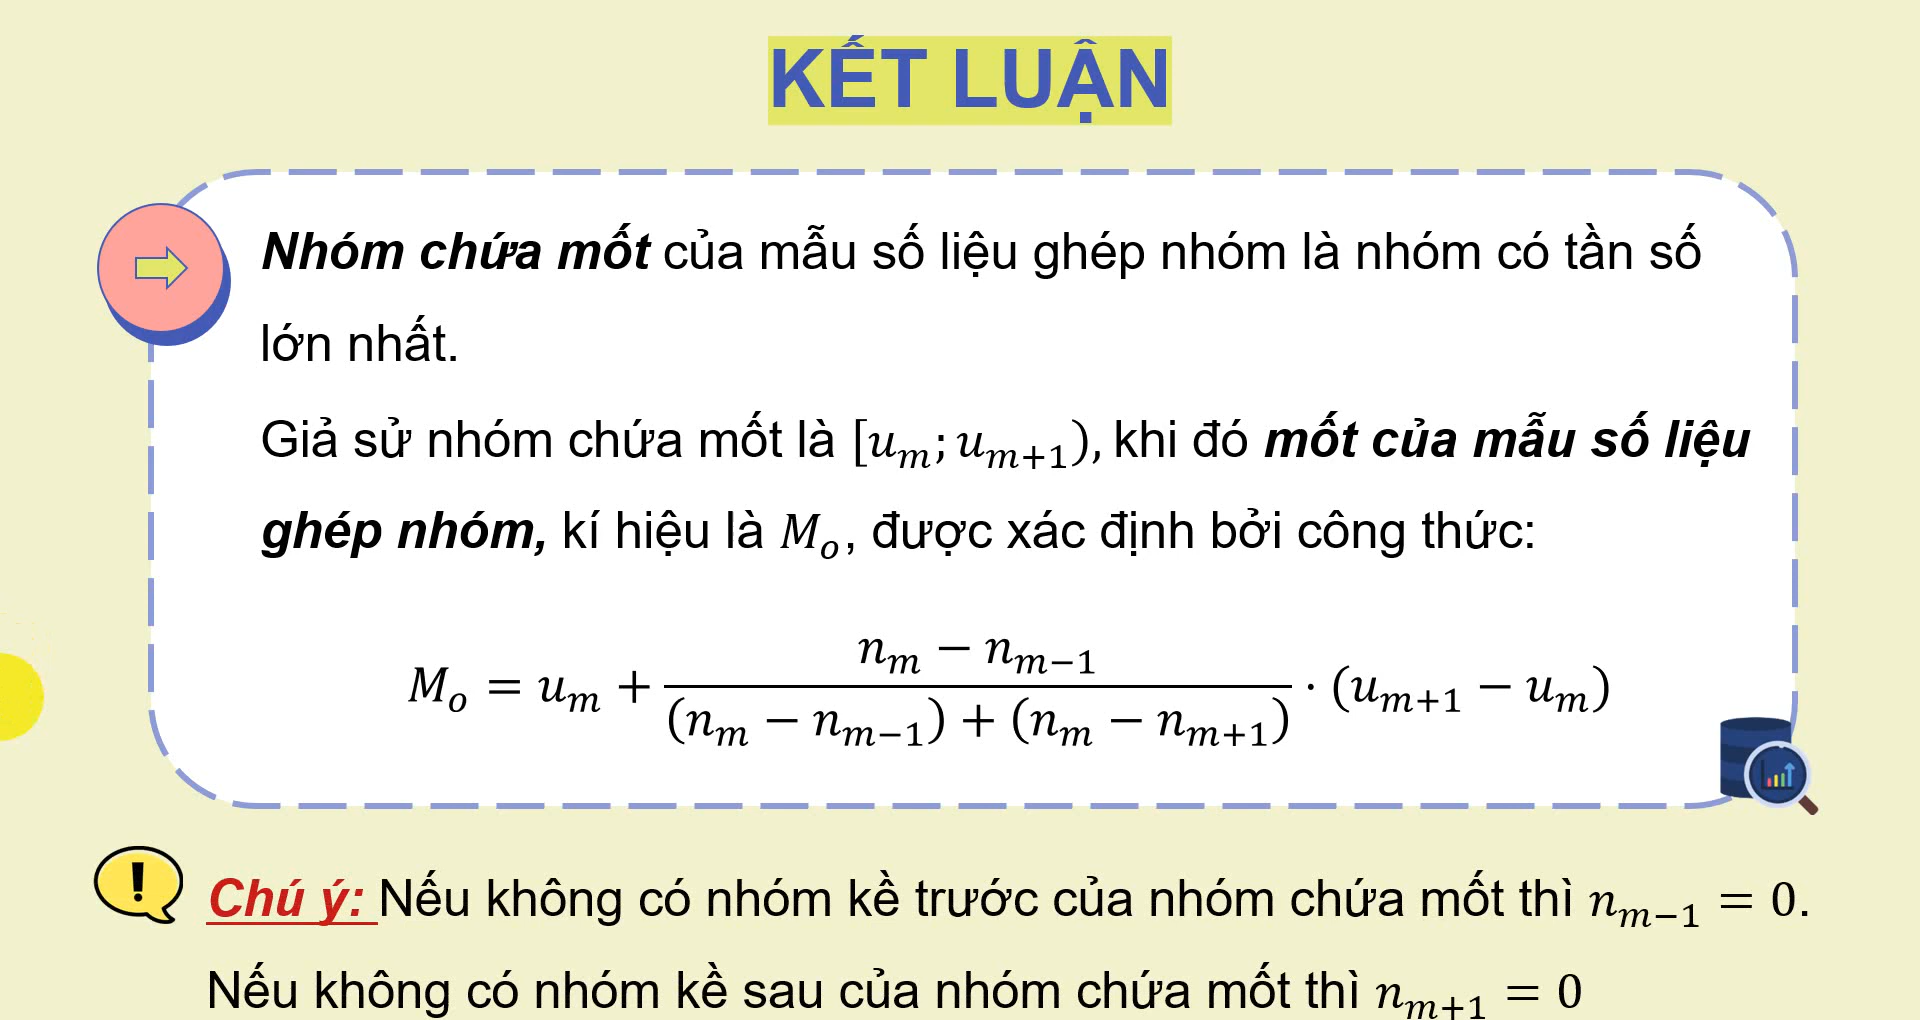 KẾT LUẬN
Nhóm chứa mốt của mẫu số liệu ghép nhóm là nhóm có tần số
lớn nhất.
Giả sử nhóm chứa mốt là [u_m; u_{m+1}), khi đó mốt của mẫu số liệu
ghép nhóm, kí hiệu là M_o, được xác định bởi công thức:
M_o = u_m + \frac{n_m − n_{m−1}}{(n_m − n_{m−1}) + (n_m − n_{m+1})} · (u_{m+1} − u_m)
! Chú ý: Nếu không có nhóm kề trước của nhóm chứa mốt thì n_{m−1} = 0.
Nếu không có nhóm kề sau của nhóm chứa mốt thì n_{m+1} = 0